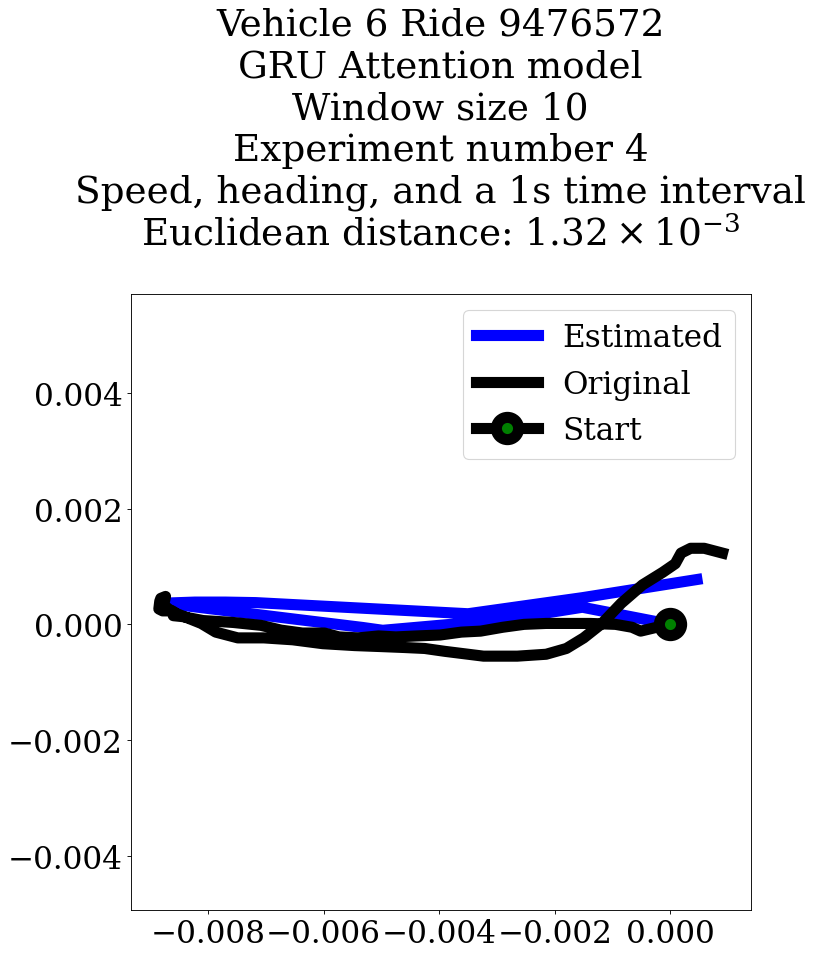 Vehicle 6 Ride 9476572
GRU Attention model
Window size 10
Experiment number 4
Speed, heading, and a 1s time interval
Euclidean distance: 1.32 × 10⁻³
Estimated
Original
Start
0.004
0.002
0.000
−0.002
−0.004
−0.008 −0.006 −0.004 −0.002 0.000